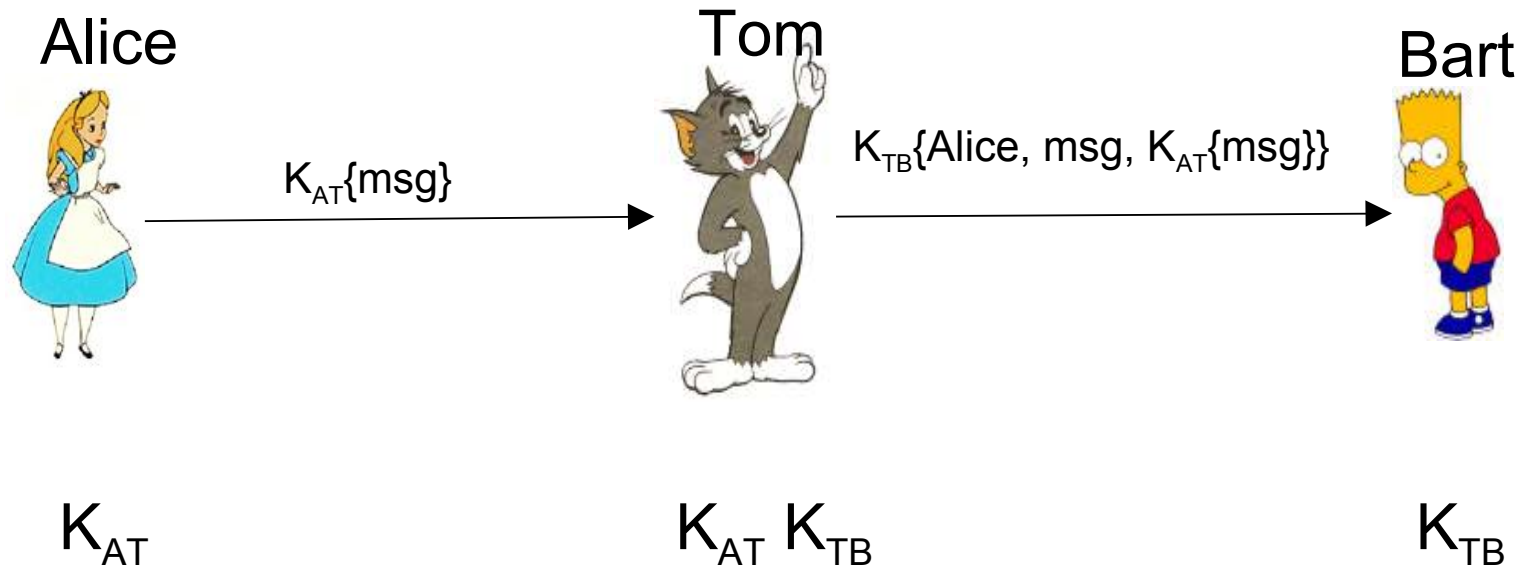 Alice
Tom
Bart
K_AT{msg}
K_TB{Alice, msg, K_AT{msg}}
K_AT
K_AT K_TB
K_TB